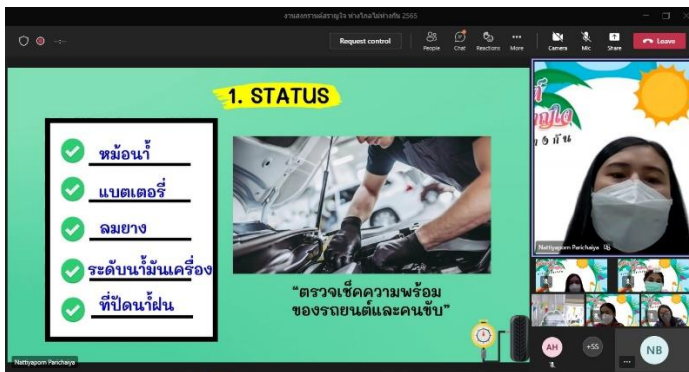 งานสงกรานต์สราญใจ ห่างไกลไม่ห่างกัน 2565
Request control
People
Chat
Reactions
More
Camera
Mic
Share
Leave
1. STATUS
หม้อน้ำ
แบตเตอรี่
ลมยาง
ระดับน้ำมันเครื่อง
ที่ปัดน้ำฝน
“ตรวจเช็คความพร้อม
ของรถยนต์และคนขับ”
Nattiyaporn Parichaiya
Nattiyaporn Parichaiya
AH
+55
NB